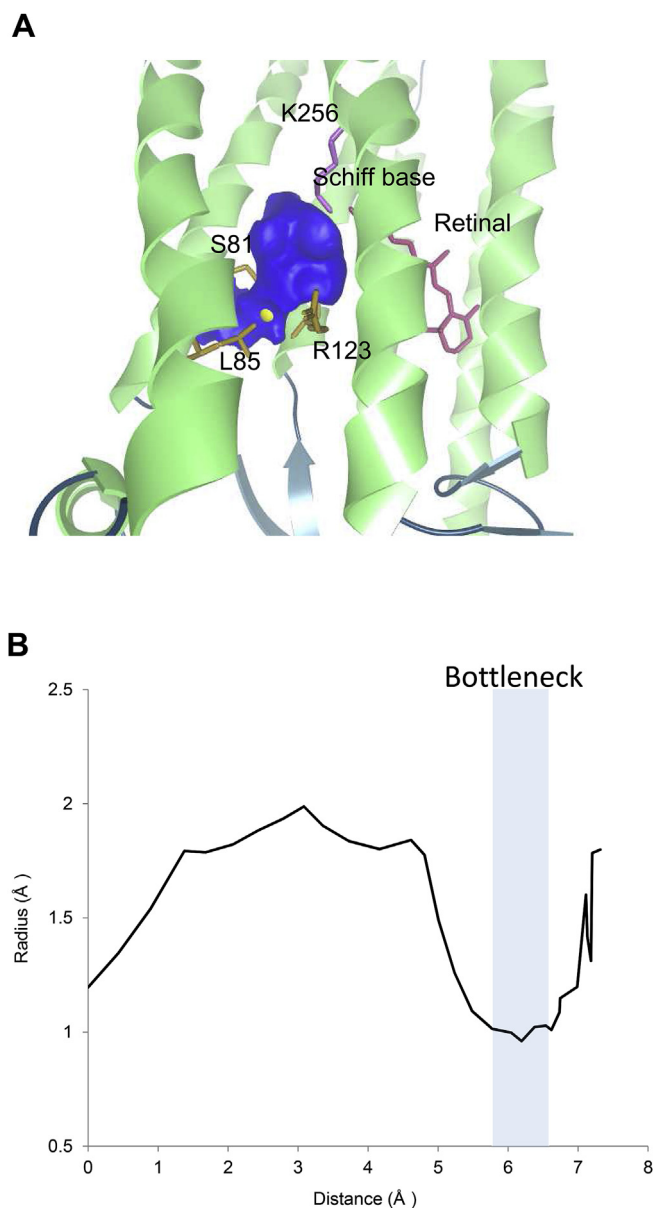 A
K256
Schiff base
Retinal
S81
R123
L85
B
Bottleneck
2.5
2
1.5
1
0.5
Radius (Å )
0 1 2 3 4 5 6 7 8
Distance (Å )